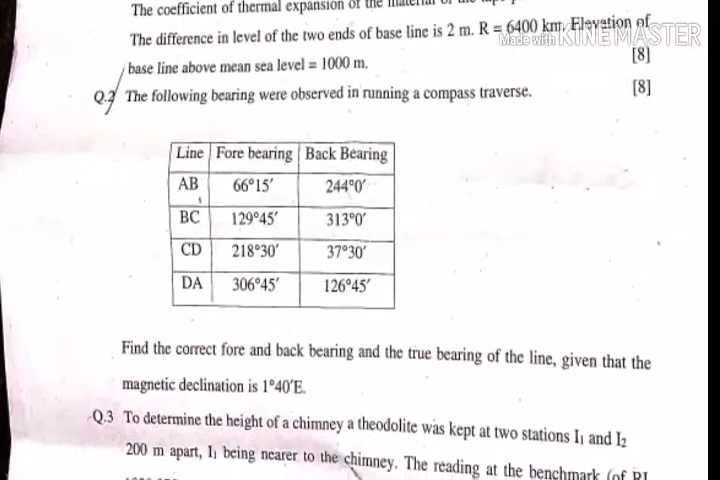 The coefficient of thermal expansion of the material of the
The difference in level of the two ends of base line is 2 m. R = 6400 km. Elevation of
Made with KINEMASTER
base line above mean sea level = 1000 m. [8]
Q.2 The following bearing were observed in running a compass traverse. [8]
Line Fore bearing Back Bearing
AB 66°15′ 244°0′
BC 129°45′ 313°0′
CD 218°30′ 37°30′
DA 306°45′ 126°45′
Find the correct fore and back bearing and the true bearing of the line, given that the
magnetic declination is 1°40′E.
Q.3 To determine the height of a chimney a theodolite was kept at two stations I₁ and I₂
200 m apart, I₁ being nearer to the chimney. The reading at the benchmark (of RL